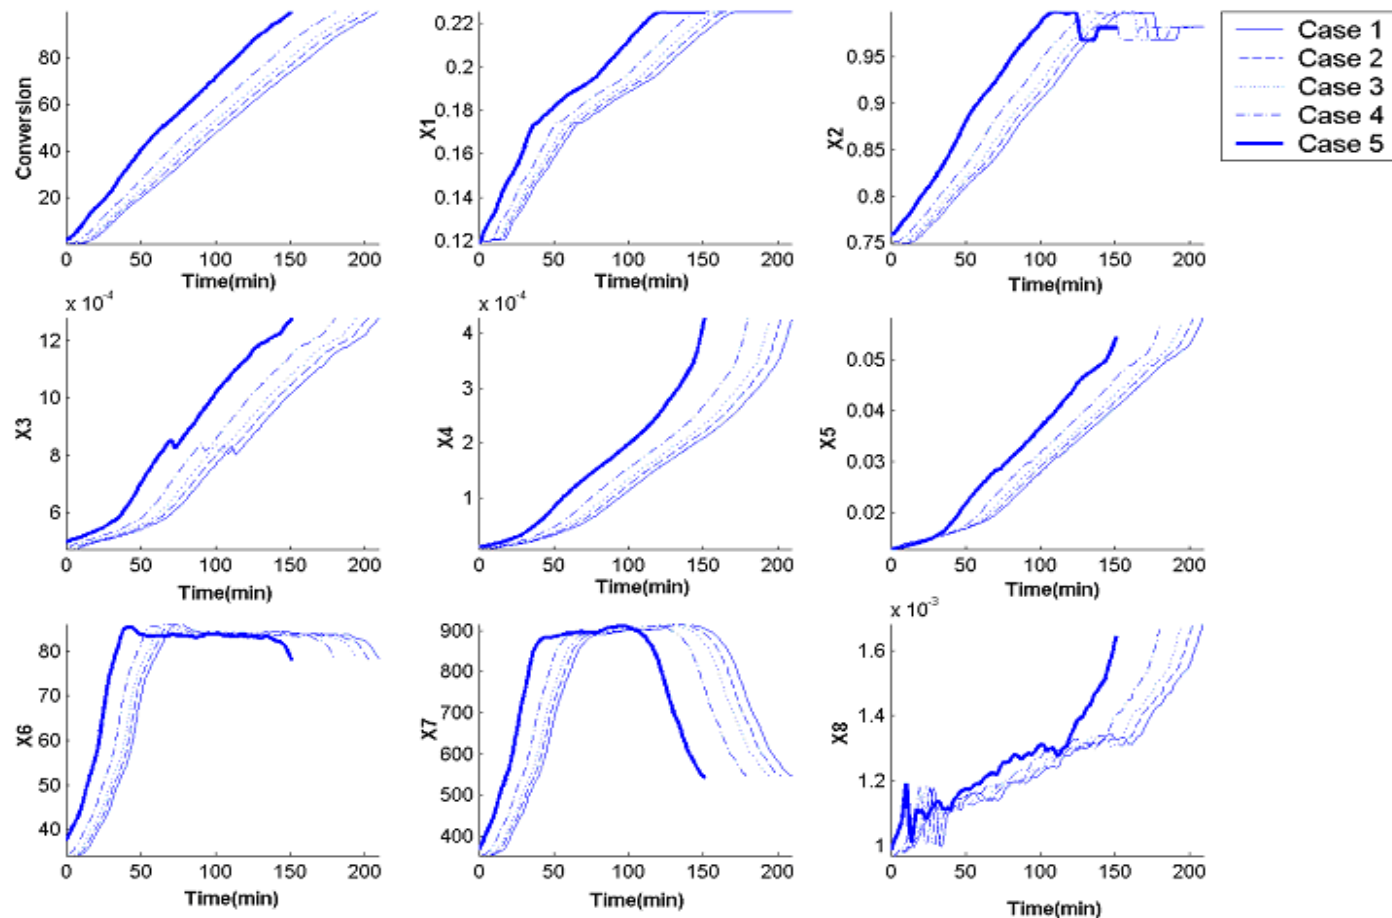 Conversion
80
60
40
20
0 50 100 150 200
Time(min)
X1
0.22
0.2
0.18
0.16
0.14
0.12
0 50 100 150 200
Time(min)
X2
0.95
0.9
0.85
0.8
0.75
0 50 100 150 200
Time(min)
Case 1
Case 2
Case 3
Case 4
Case 5
x 10^-4
X3
12
10
8
6
0 50 100 150 200
Time(min)
x 10^-4
X4
4
3
2
1
0 50 100 150 200
Time(min)
X5
0.05
0.04
0.03
0.02
0 50 100 150 200
Time(min)
X6
80
70
60
50
40
0 50 100 150 200
Time(min)
X7
900
800
700
600
500
400
0 50 100 150 200
Time(min)
x 10^-3
X8
1.6
1.4
1.2
1
0 50 100 150 200
Time(min)